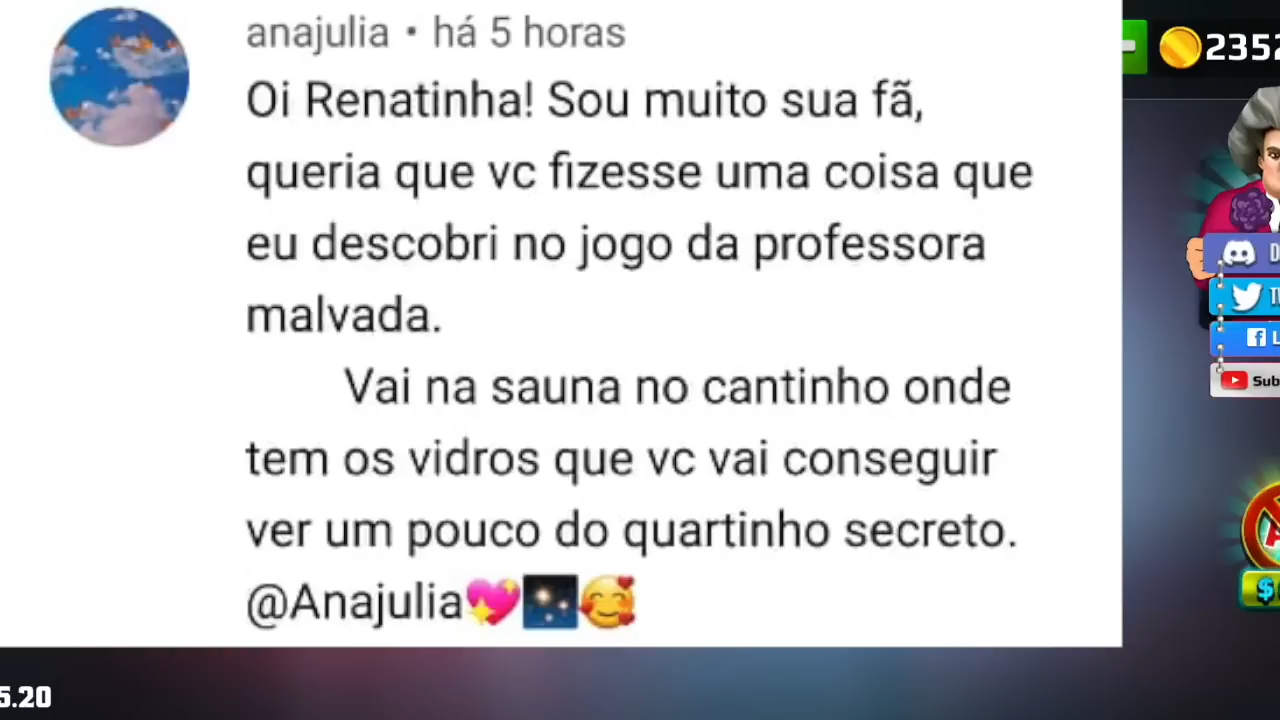 anajulia • há 5 horas
Oi Renatinha! Sou muito sua fã,
queria que vc fizesse uma coisa que
eu descobri no jogo da professora
malvada.
Vai na sauna no cantinho onde
tem os vidros que vc vai conseguir
ver um pouco do quartinho secreto.
@Anajulia💖🎇🥰
2352
Sub
5.20